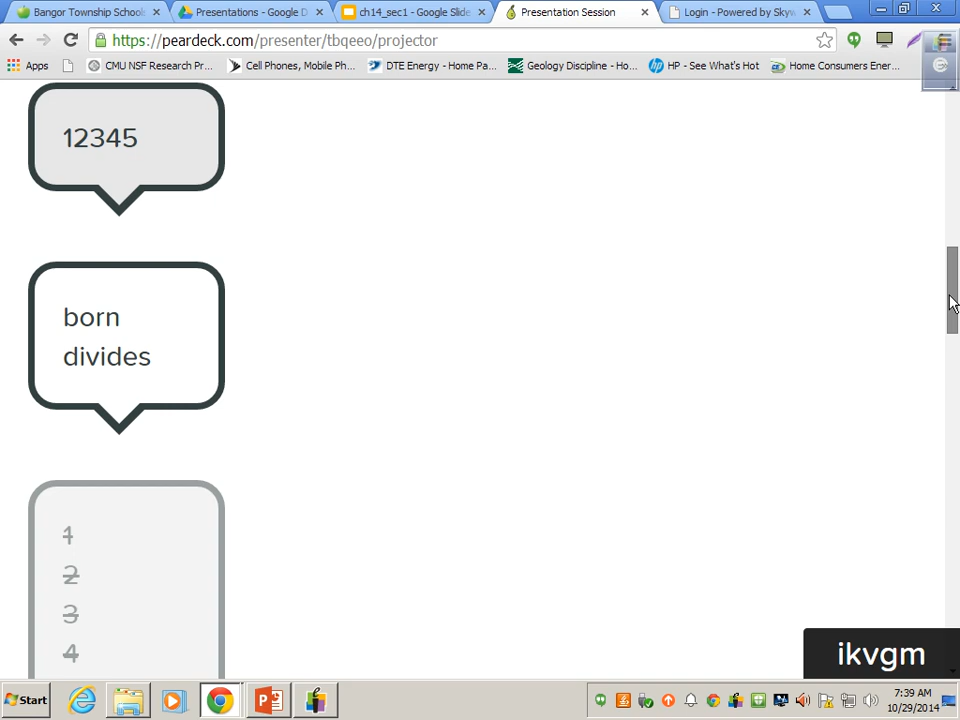 Bangor Township Schools
Presentations - Google D
ch14_sec1 - Google Slide
Presentation Session
Login - Powered by Skyw
https://peardeck.com/presenter/tbqeeo/projector
Apps
CMU NSF Research Pr...
Cell Phones, Mobile Ph...
DTE Energy - Home Pa...
Geology Discipline - Ho...
HP - See What's Hot
Home Consumers Ener...
12345
born
divides
1
2
3
4
ikvgm
Start
7:39 AM
10/29/2014